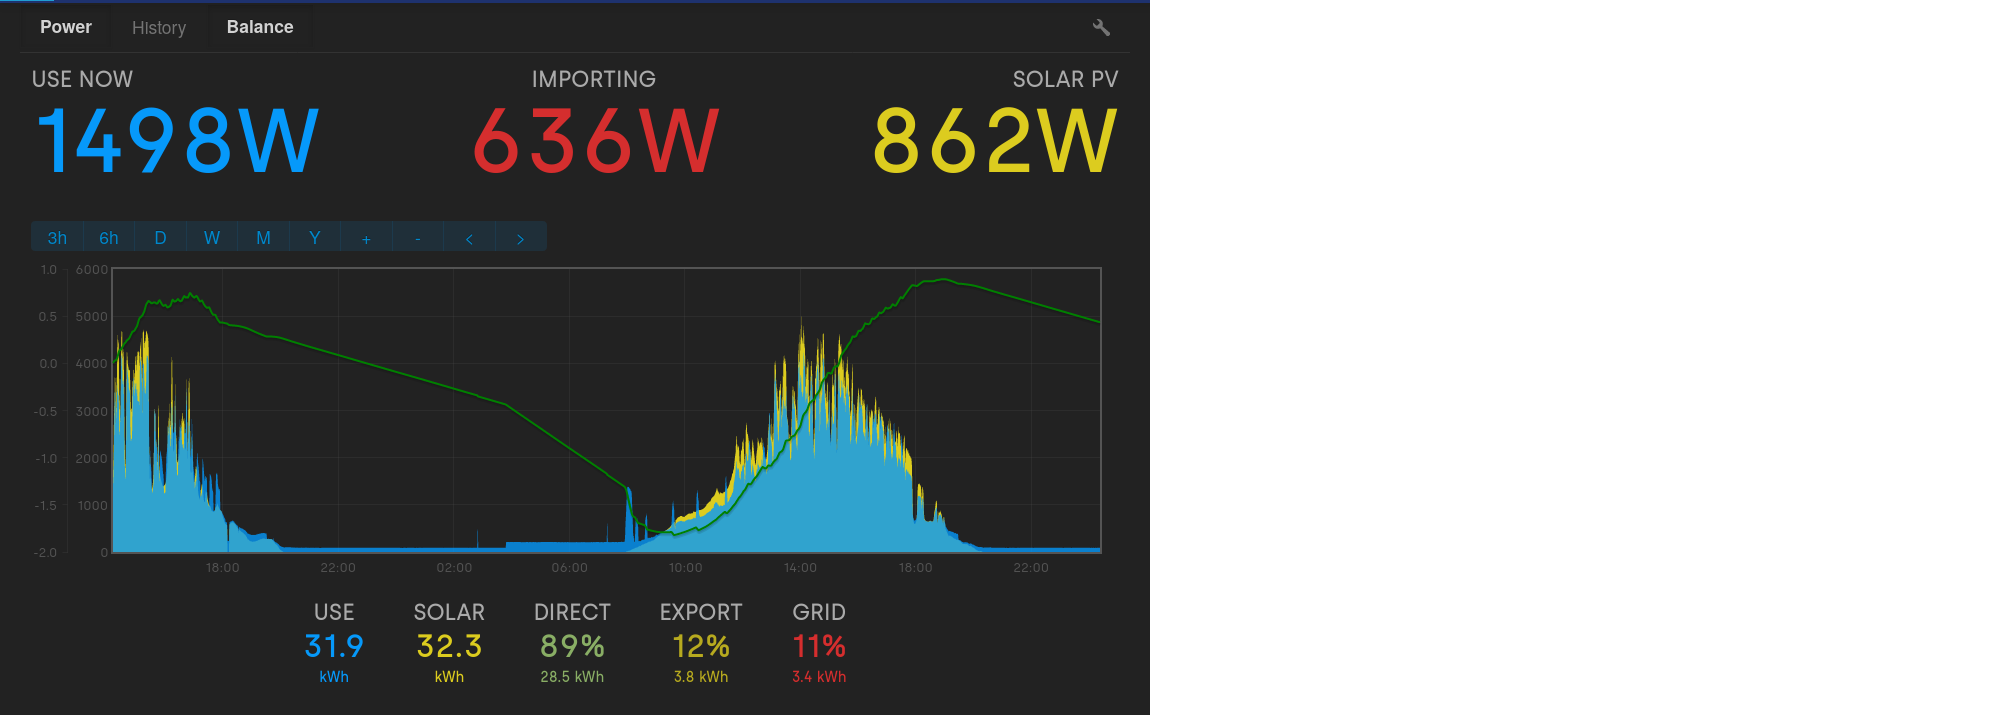 Power History Balance
USE NOW IMPORTING SOLAR PV
1498W 636W 862W
3h 6h D W M Y + - < >
1.0 6000
0.5 5000
0.0 4000
-0.5 3000
-1.0 2000
-1.5 1000
-2.0 0
18:00 22:00 02:00 06:00 10:00 14:00 18:00 22:00
USE SOLAR DIRECT EXPORT GRID
31.9 32.3 89% 12% 11%
kWh kWh 28.5 kWh 3.8 kWh 3.4 kWh